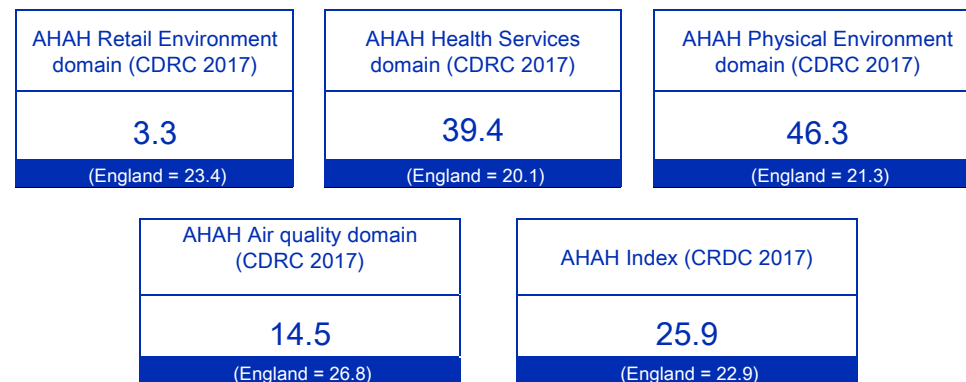 AHAH Retail Environment
domain (CDRC 2017)
3.3
(England = 23.4)
AHAH Health Services
domain (CDRC 2017)
39.4
(England = 20.1)
AHAH Physical Environment
domain (CDRC 2017)
46.3
(England = 21.3)
AHAH Air quality domain
(CDRC 2017)
14.5
(England = 26.8)
AHAH Index (CRDC 2017)
25.9
(England = 22.9)